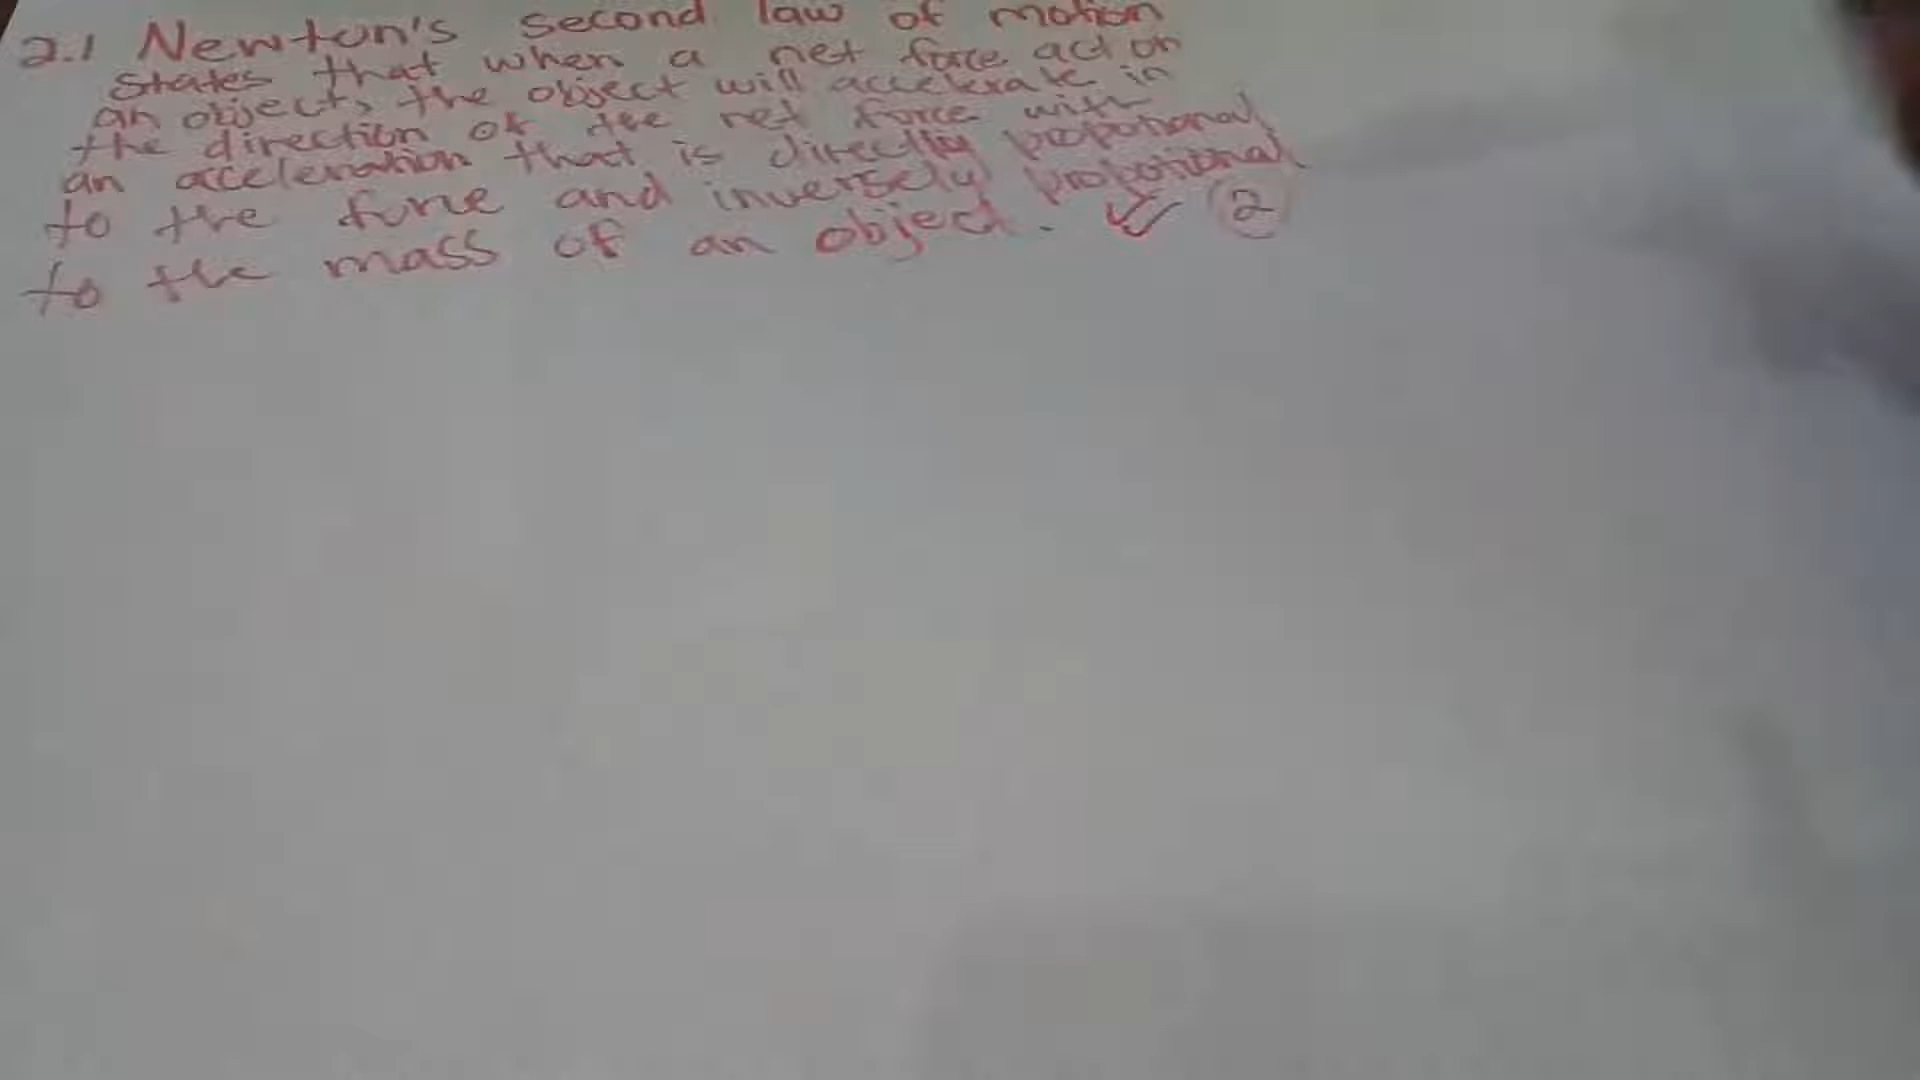 2.1 Newton's second law of motion
states that when a net force act on
an object, the object will accelerate in
the direction of the net force with
an acceleration that is directly propotional
to the force and inversely propotional
to the mass of an object. ✓✓ (2)